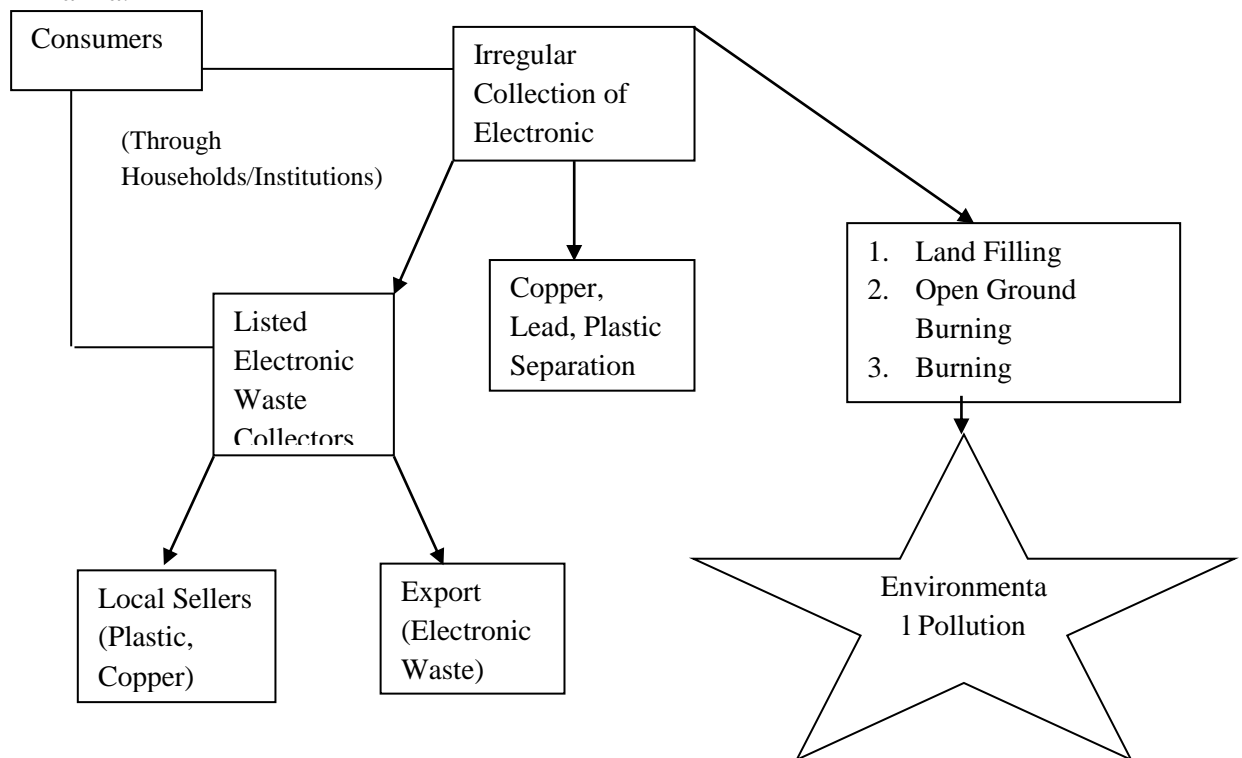 Consumers
Irregular
Collection of
Electronic
(Through
Households/Institutions)
1. Land Filling
2. Open Ground
Burning
3. Burning
Copper,
Lead, Plastic
Separation
Listed
Electronic
Waste
Collectors
Local Sellers
(Plastic,
Copper)
Export
(Electronic
Waste)
Environmenta
l Pollution